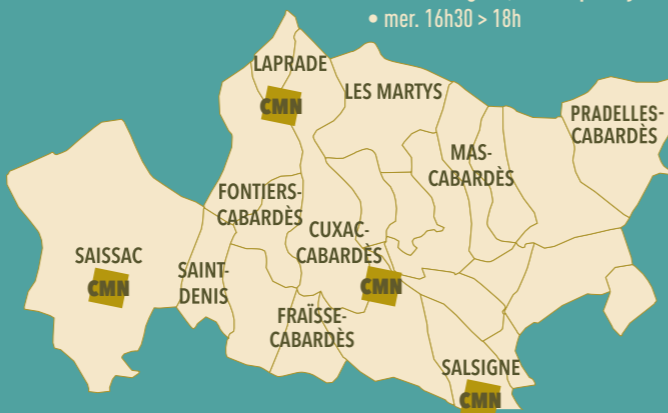 • mer. 16h30 > 18h
LAPRADE
CMN
LES MARTYS
PRADELLES-
CABARDÈS
MAS-
CABARDÈS
FONTIERS-
CABARDÈS
CUXAC-
CABARDÈS
SAISSAC
CMN
SAINT-
DENIS
CMN
FRAÏSSE-
CABARDÈS
SALSIGNE
CMN